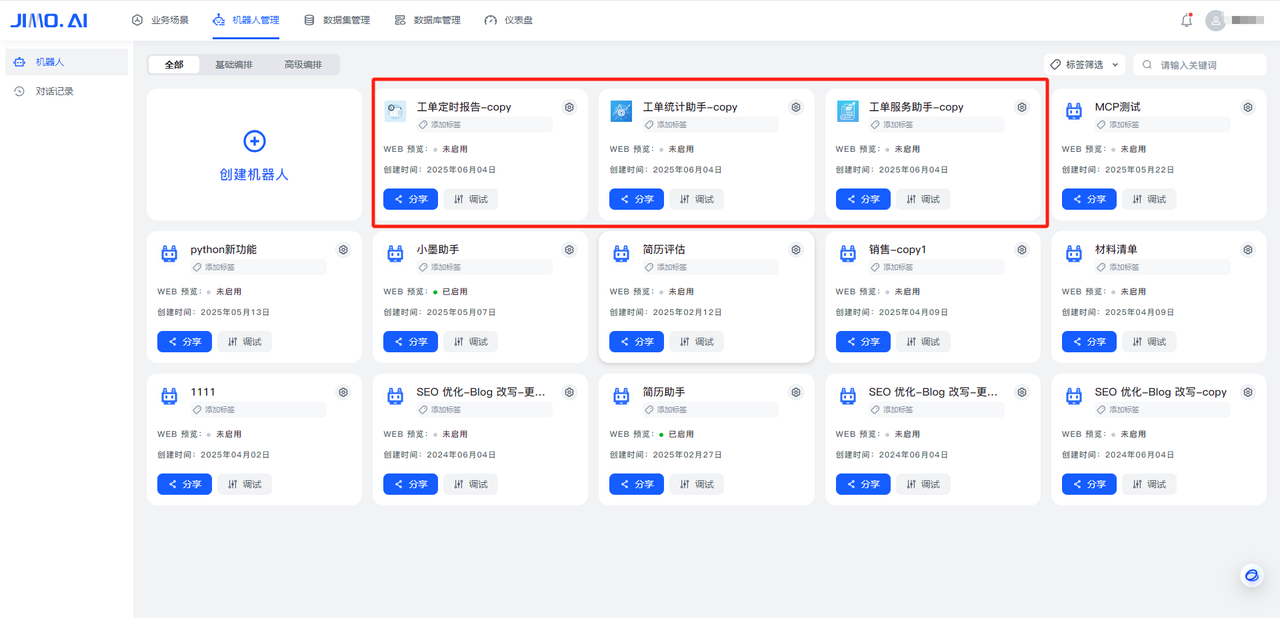 JIMO.AI
业务场景
机器人管理
数据集管理
数据库管理
仪表盘
机器人
对话记录
全部
基础编排
高级编排
标签筛选
请输入关键词
创建机器人
工单定时报告-copy
添加标签
WEB 预览: 未启用
创建时间: 2025年06月04日
分享
调试
工单统计助手-copy
添加标签
WEB 预览: 未启用
创建时间: 2025年06月04日
分享
调试
工单服务助手-copy
添加标签
WEB 预览: 未启用
创建时间: 2025年06月04日
分享
调试
MCP测试
添加标签
WEB 预览: 未启用
创建时间: 2025年05月22日
分享
调试
python新功能
添加标签
WEB 预览: 未启用
创建时间: 2025年05月13日
分享
调试
小墨助手
添加标签
WEB 预览: 已启用
创建时间: 2025年05月07日
分享
调试
简历评估
添加标签
WEB 预览: 未启用
创建时间: 2025年02月12日
分享
调试
销售-copy1
添加标签
WEB 预览: 未启用
创建时间: 2025年04月09日
分享
调试
材料清单
添加标签
WEB 预览: 未启用
创建时间: 2025年04月09日
分享
调试
1111
添加标签
WEB 预览: 未启用
创建时间: 2025年04月02日
分享
调试
SEO 优化-Blog 改写-更...
添加标签
WEB 预览: 未启用
创建时间: 2024年06月04日
分享
调试
简历助手
添加标签
WEB 预览: 已启用
创建时间: 2025年02月27日
分享
调试
SEO 优化-Blog 改写-更...
添加标签
WEB 预览: 未启用
创建时间: 2024年06月04日
分享
调试
SEO 优化-Blog 改写-copy
添加标签
WEB 预览: 未启用
创建时间: 2024年06月04日
分享
调试